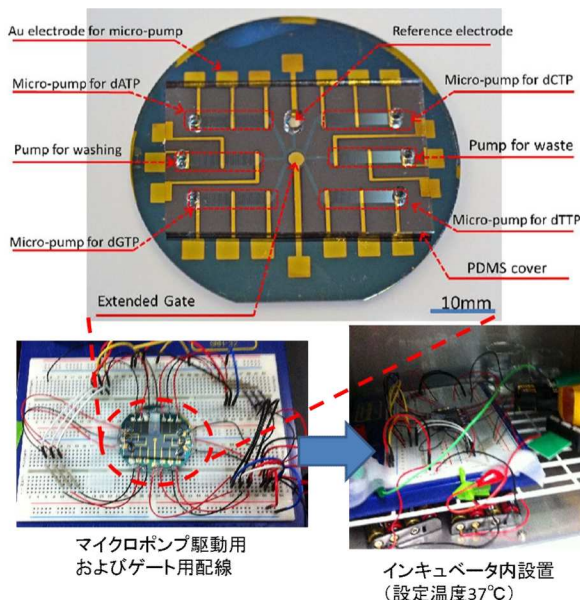 Au electrode for micro-pump
Reference electrode
Micro-pump for dATP
Micro-pump for dCTP
Pump for washing
Pump for waste
Micro-pump for dGTP
Micro-pump for dTTP
PDMS cover
Extended Gate
10mm
マイクロポンプ駆動用
およびゲート用配線
インキュベータ内設置
（設定温度37℃）